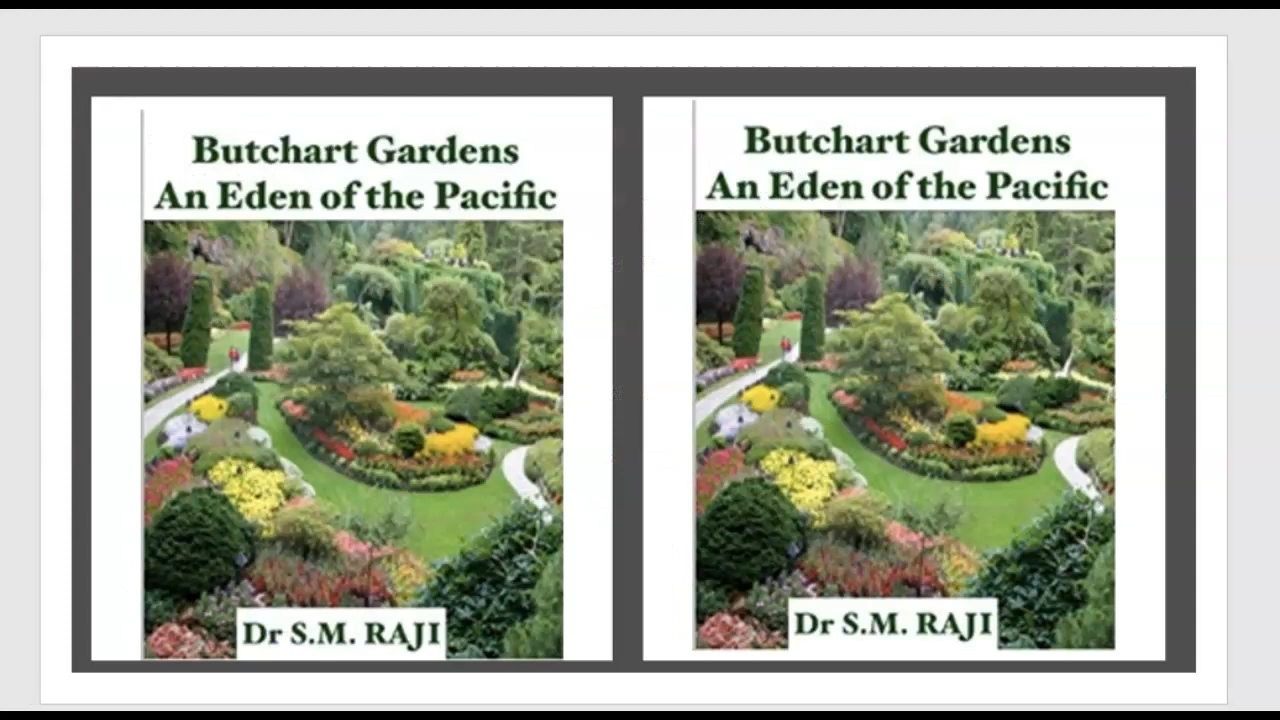 Butchart Gardens
An Eden of the Pacific
Dr S.M. RAJI
Butchart Gardens
An Eden of the Pacific
Dr S.M. RAJI